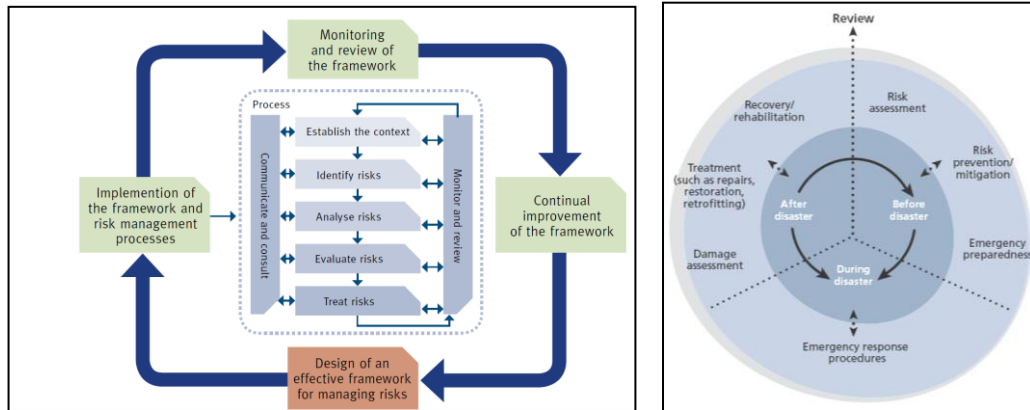 Monitoring
and review of
the framework
Process
Establish the context
Identify risks
Analyse risks
Evaluate risks
Treat risks
Communicate and consult
Monitor and review
Implemention of
the framework and
risk management
processes
Continual
improvement
of the framework
Design of an
effective framework
for managing risks
Review
Recovery/
rehabilitation
Risk
assessment
Treatment
(such as repairs,
restoration,
retrofitting)
Risk
prevention/
mitigation
After
disaster
Before
disaster
Damage
assessment
Emergency
preparedness
During
disaster
Emergency response
procedures